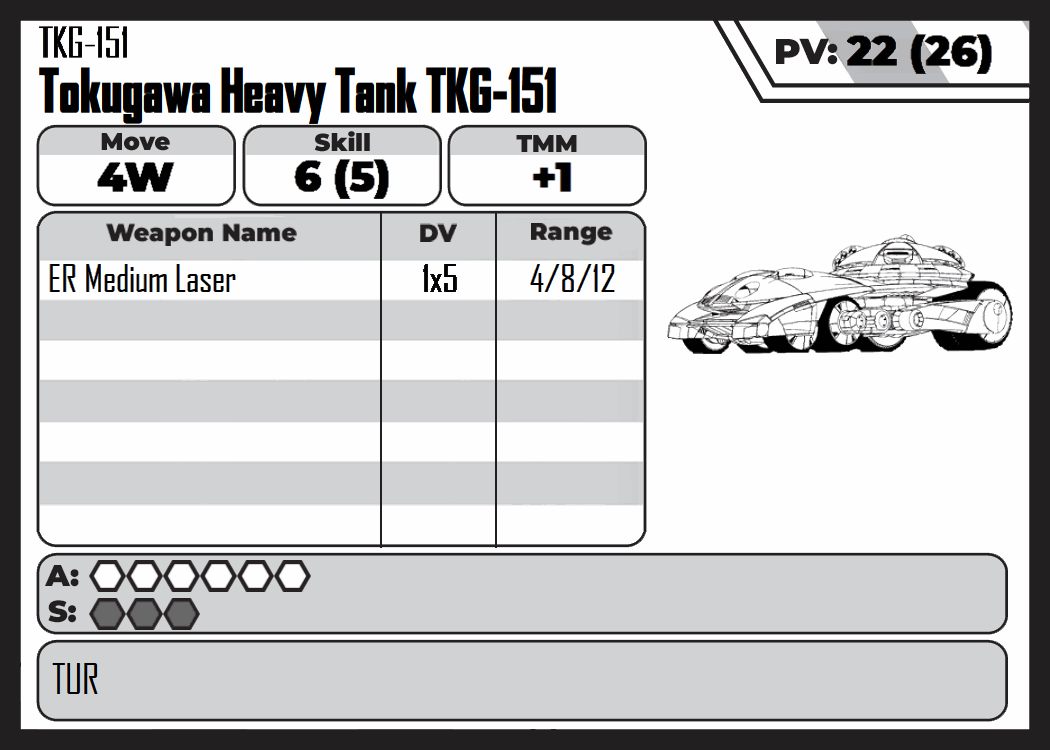 TKG-151
PV: 22 (26)
Tokugawa Heavy Tank TKG-151
Move Skill TMM
4W 6 (5) +1
Weapon Name DV Range
ER Medium Laser 1x5 4/8/12
A:
S:
TUR